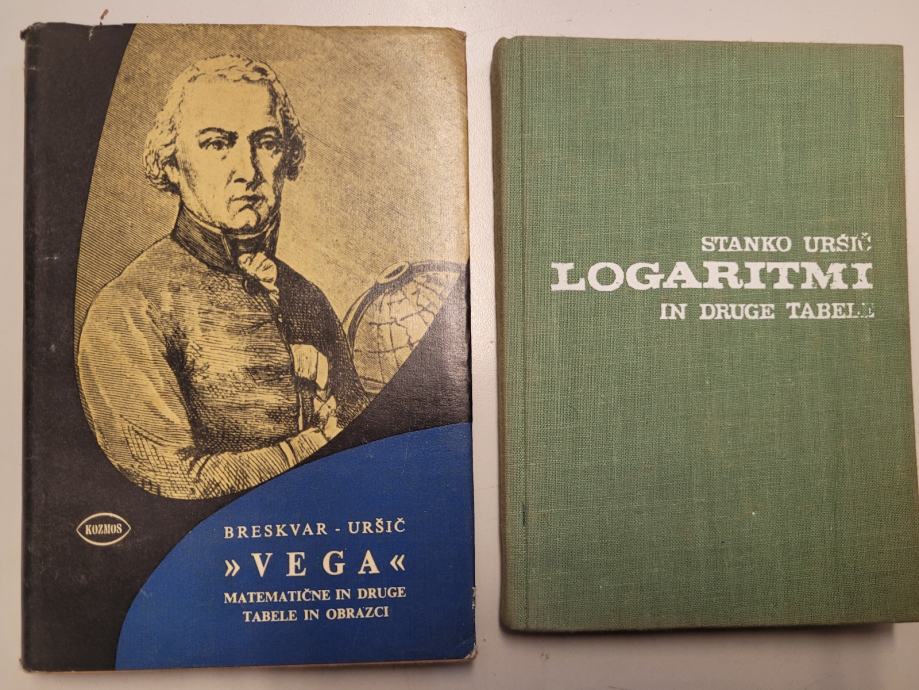 KOZMOS
BRESKVAR - URŠIČ
»VEGA«
MATEMATIČNE IN DRUGE
TABELE IN OBRAZCI
STANKO URŠIČ
LOGARITMI
IN DRUGE TABELE